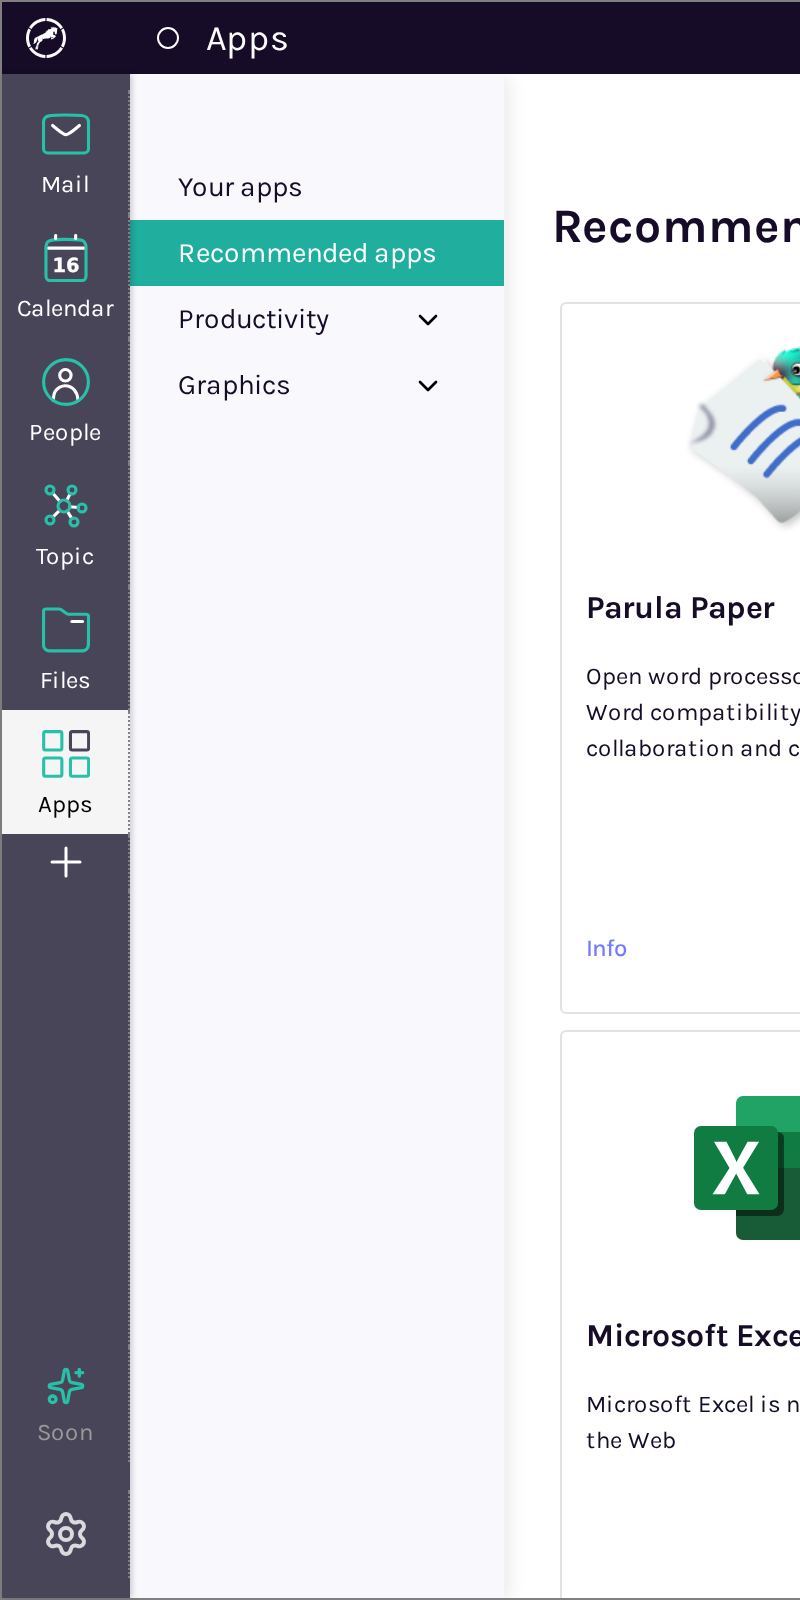 Apps
Mail
16
Calendar
People
Topic
Files
Apps
Soon
Your apps
Recommended apps
Productivity
Graphics
Recommen
Parula Paper
Open word processo
Word compatibility
collaboration and c
Info
X
Microsoft Exce
Microsoft Excel is n
the Web